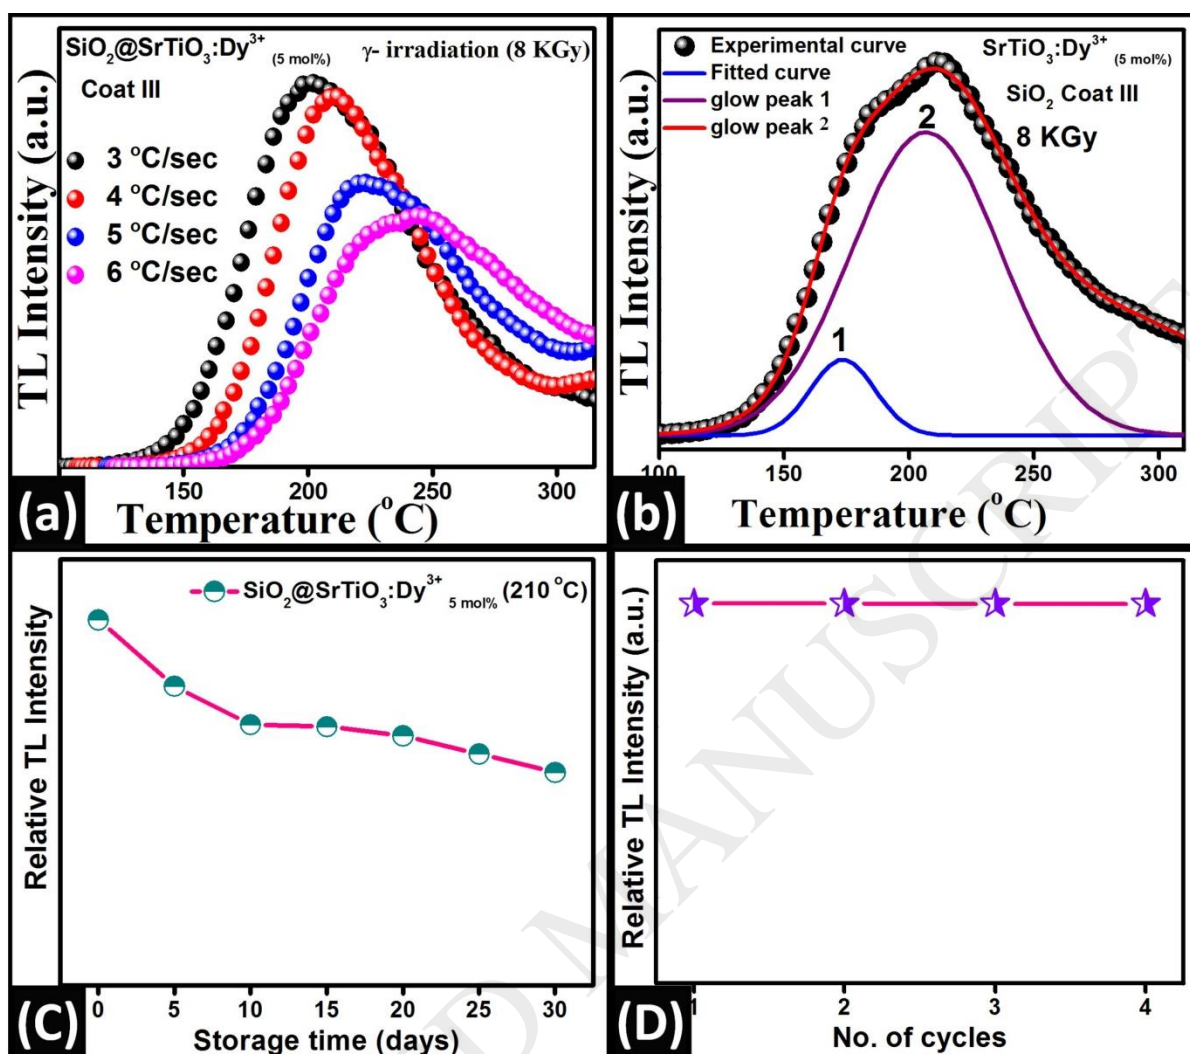 SiO₂@SrTiO₃:Dy³⁺ (5 mol%)
γ- irradiation (8 KGy)
Coat III
3 °C/sec
4 °C/sec
5 °C/sec
6 °C/sec
TL Intensity (a.u.)
150 200 250 300
Temperature (°C)
(a)
Experimental curve
Fitted curve
glow peak 1
glow peak 2
SrTiO₃:Dy³⁺ (5 mol%)
SiO₂ Coat III
8 KGy
2
1
TL Intensity (a.u.)
100 150 200 250 300
Temperature (°C)
(b)
SiO₂@SrTiO₃:Dy³⁺ 5 mol% (210 °C)
Relative TL Intensity
0 5 10 15 20 25 30
Storage time (days)
(C)
Relative TL Intensity (a.u.)
1 2 3 4
No. of cycles
(D)
D MANUSCRIPT